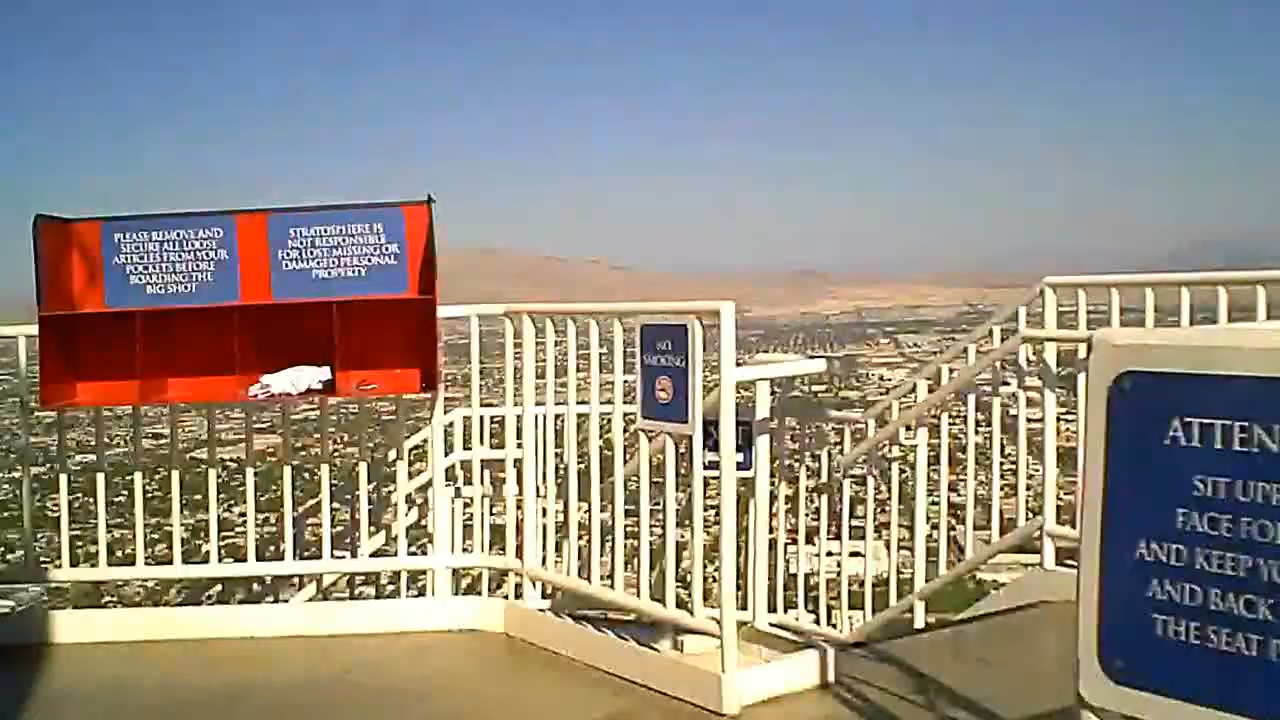 PLEASE REMOVE AND
SECURE ALL LOOSE
ARTICLES FROM YOUR
POCKETS BEFORE
BOARDING THE
BIG SHOT
STRATOSPHERE IS
NOT RESPONSIBLE
FOR LOST, MISSING OR
DAMAGED PERSONAL
PROPERTY
NO
SMOKING
EXIT
ATTEN
SIT UP
FACE FO
AND KEEP YO
AND BACK
THE SEAT